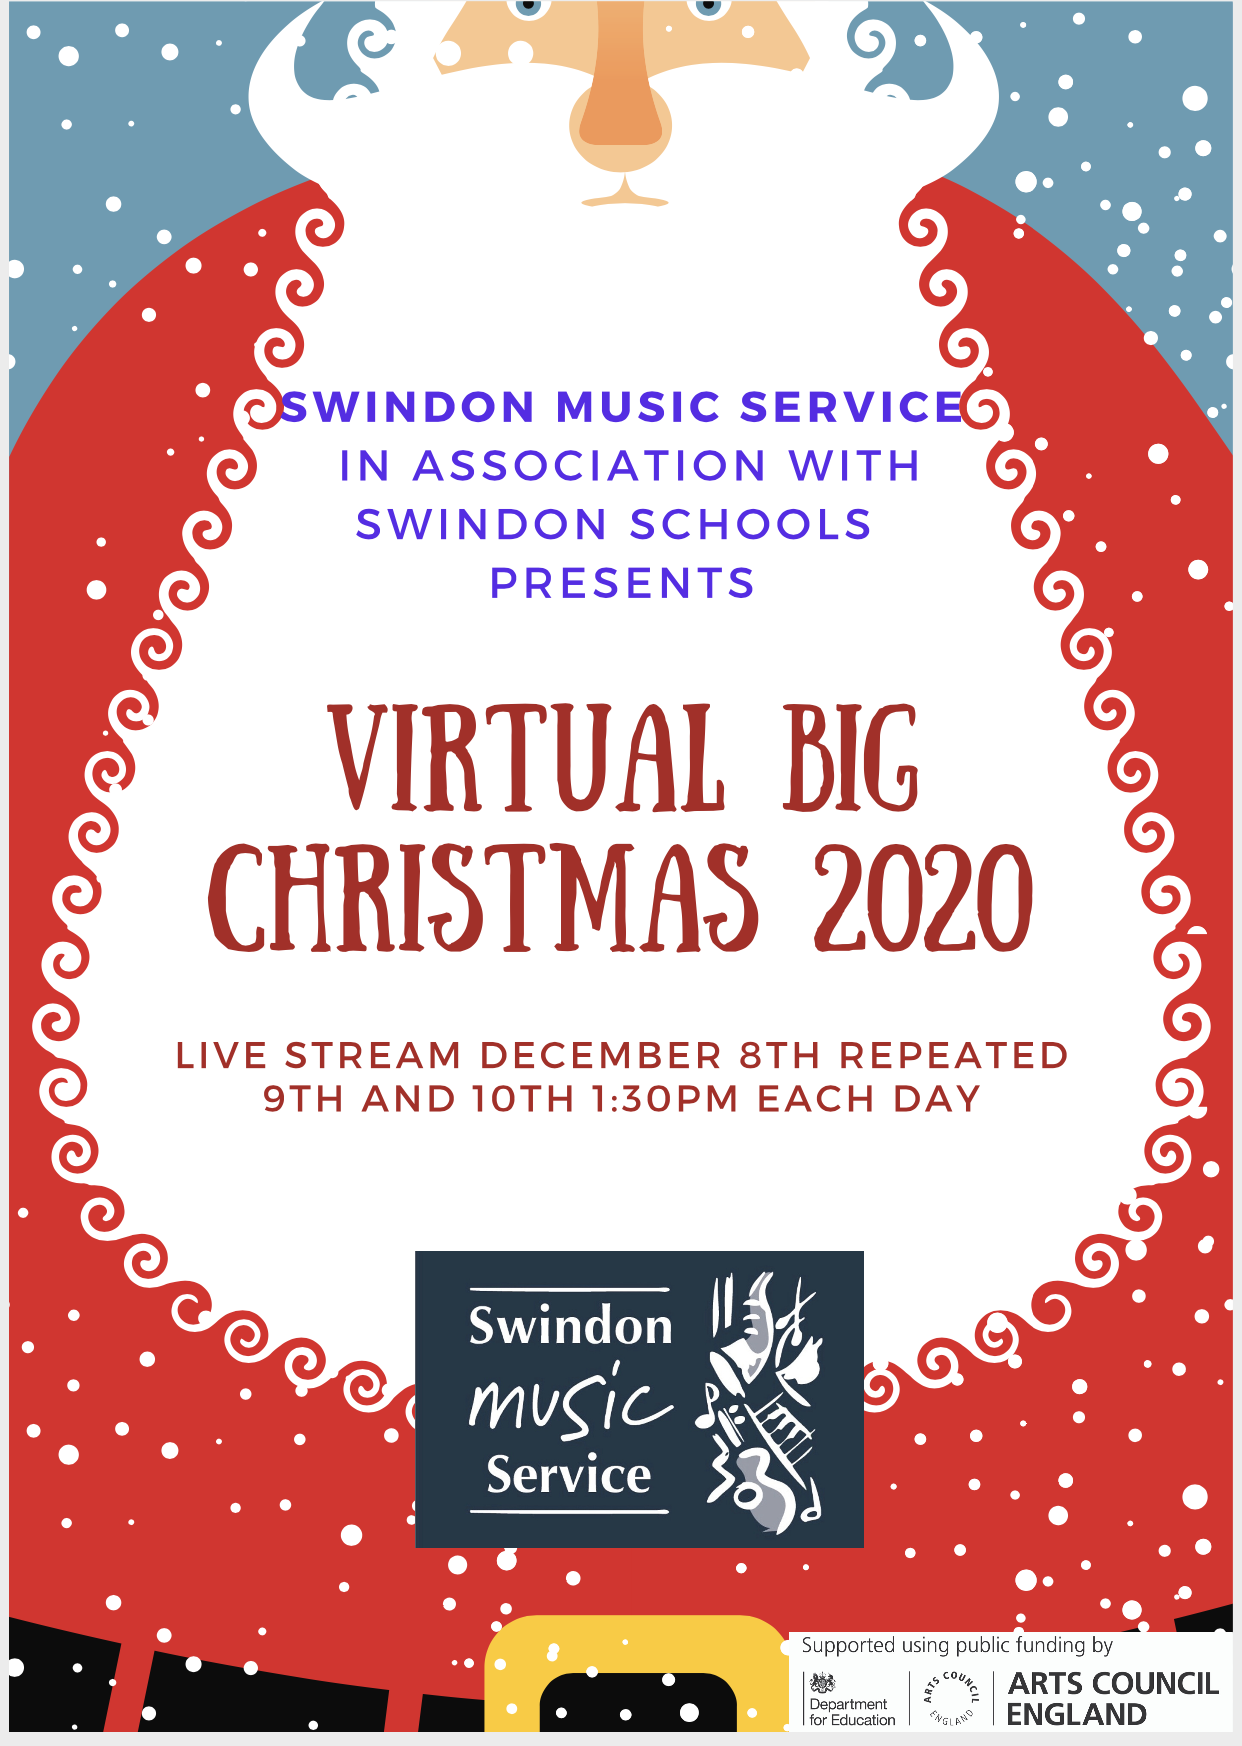 SWINDON MUSIC SERVICE
IN ASSOCIATION WITH
SWINDON SCHOOLS
PRESENTS
VIRTUAL BIG
CHRISTMAS 2020
LIVE STREAM DECEMBER 8TH REPEATED
9TH AND 10TH 1:30PM EACH DAY
Swindon
music
Service
Supported using public funding by
Department
for Education
ARTS COUNCIL
ENGLAND
ARTS COUNCIL
ENGLAND